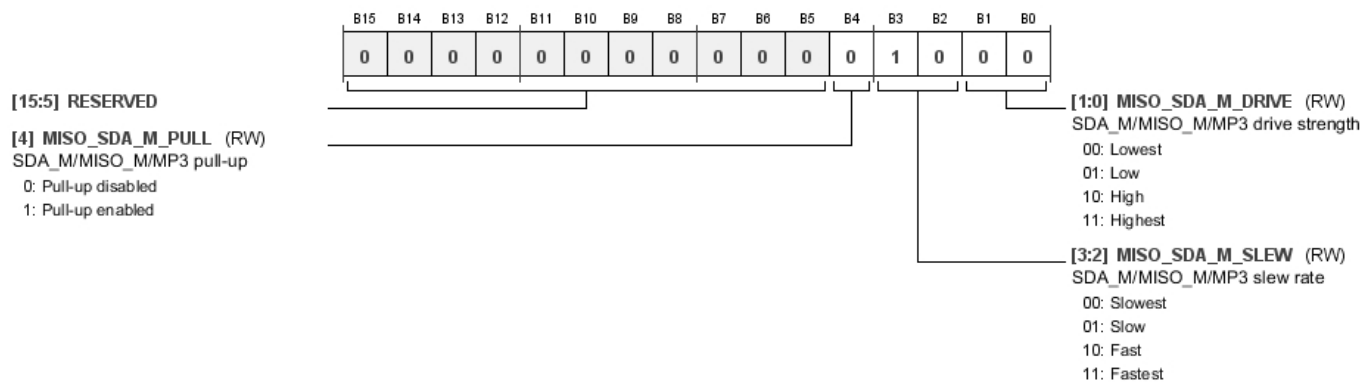 B15 B14 B13 B12 B11 B10 B9 B8 B7 B6 B5 B4 B3 B2 B1 B0
0 0 0 0 0 0 0 0 0 0 0 0 1 0 0 0
[15:5] RESERVED
[4] MISO_SDA_M_PULL (RW)
SDA_M/MISO_M/MP3 pull-up
0: Pull-up disabled
1: Pull-up enabled
[1:0] MISO_SDA_M_DRIVE (RW)
SDA_M/MISO_M/MP3 drive strength
00: Lowest
01: Low
10: High
11: Highest
[3:2] MISO_SDA_M_SLEW (RW)
SDA_M/MISO_M/MP3 slew rate
00: Slowest
01: Slow
10: Fast
11: Fastest